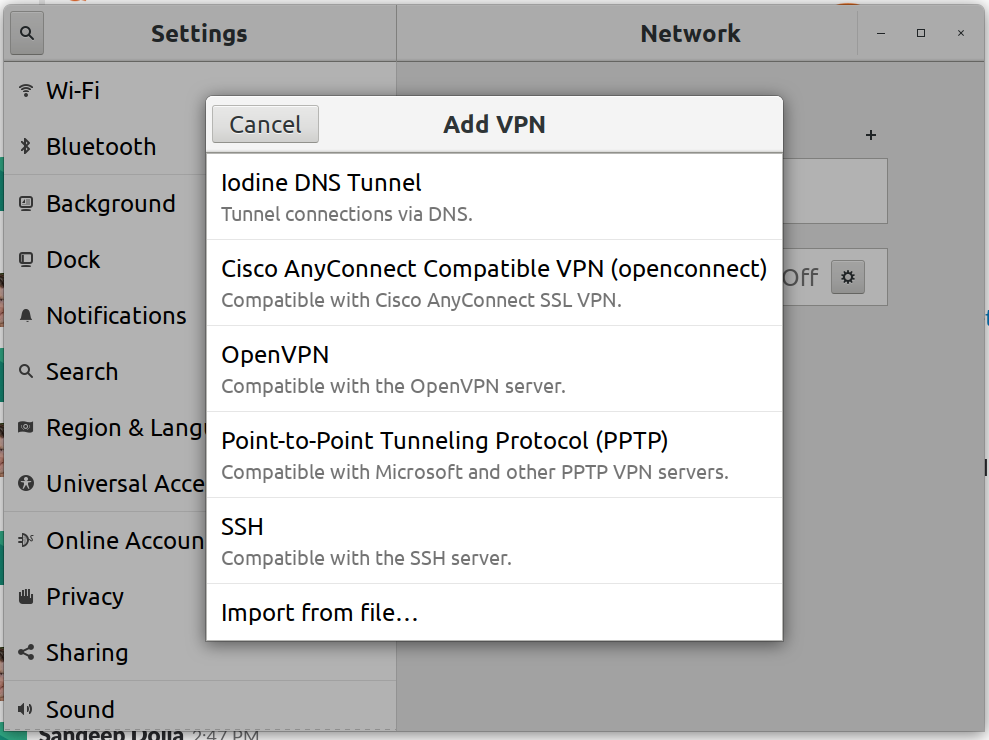 Settings
Network
Wi-Fi
Bluetooth
Background
Dock
Notifications
Search
Region & Langu
Universal Acce
Online Accoun
Privacy
Sharing
Sound
Cancel
Add VPN
Iodine DNS Tunnel
Tunnel connections via DNS.
Cisco AnyConnect Compatible VPN (openconnect)
Compatible with Cisco AnyConnect SSL VPN.
OpenVPN
Compatible with the OpenVPN server.
Point-to-Point Tunneling Protocol (PPTP)
Compatible with Microsoft and other PPTP VPN servers.
SSH
Compatible with the SSH server.
Import from file…
Off
Sandeep 2:47 PM